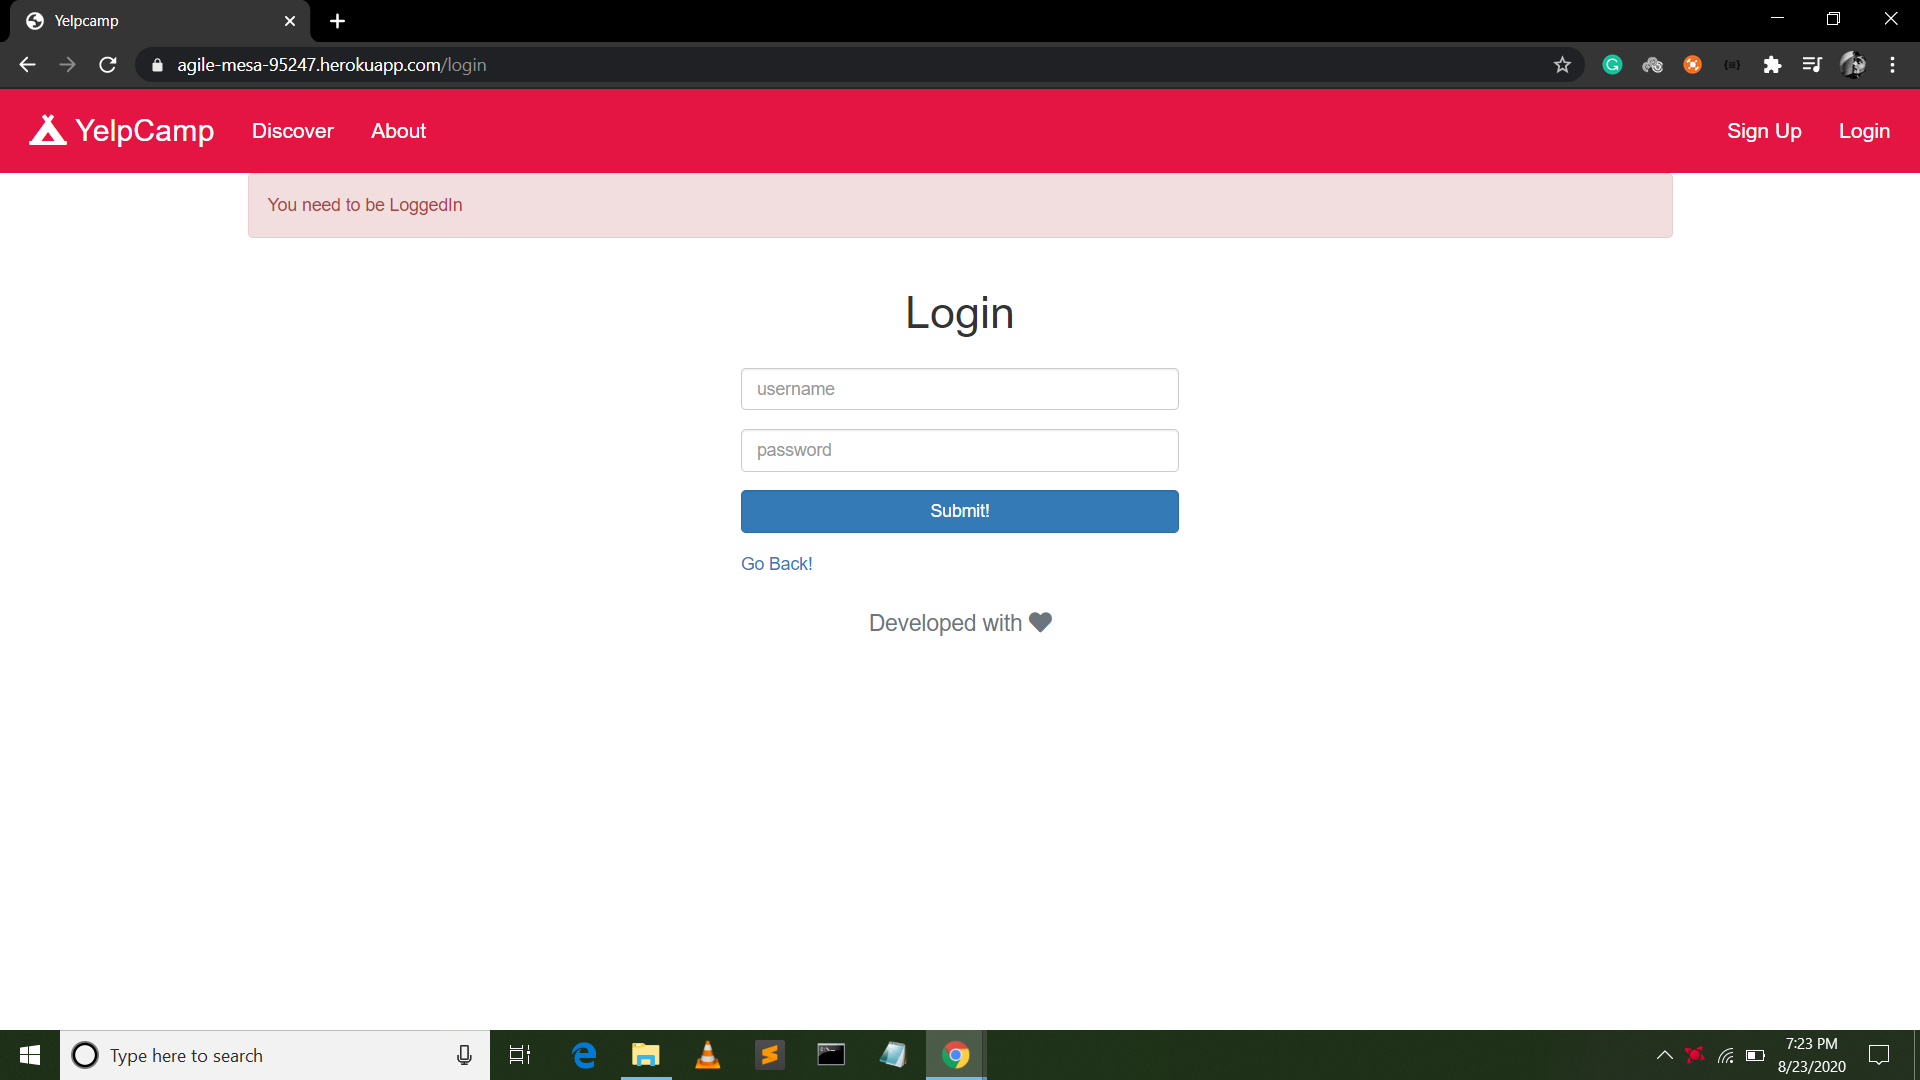 Yelpcamp
agile-mesa-95247.herokuapp.com/login
YelpCamp Discover About Sign Up Login
You need to be LoggedIn
Login
username
password
Submit!
Go Back!
Developed with
Type here to search
7:23 PM
8/23/2020